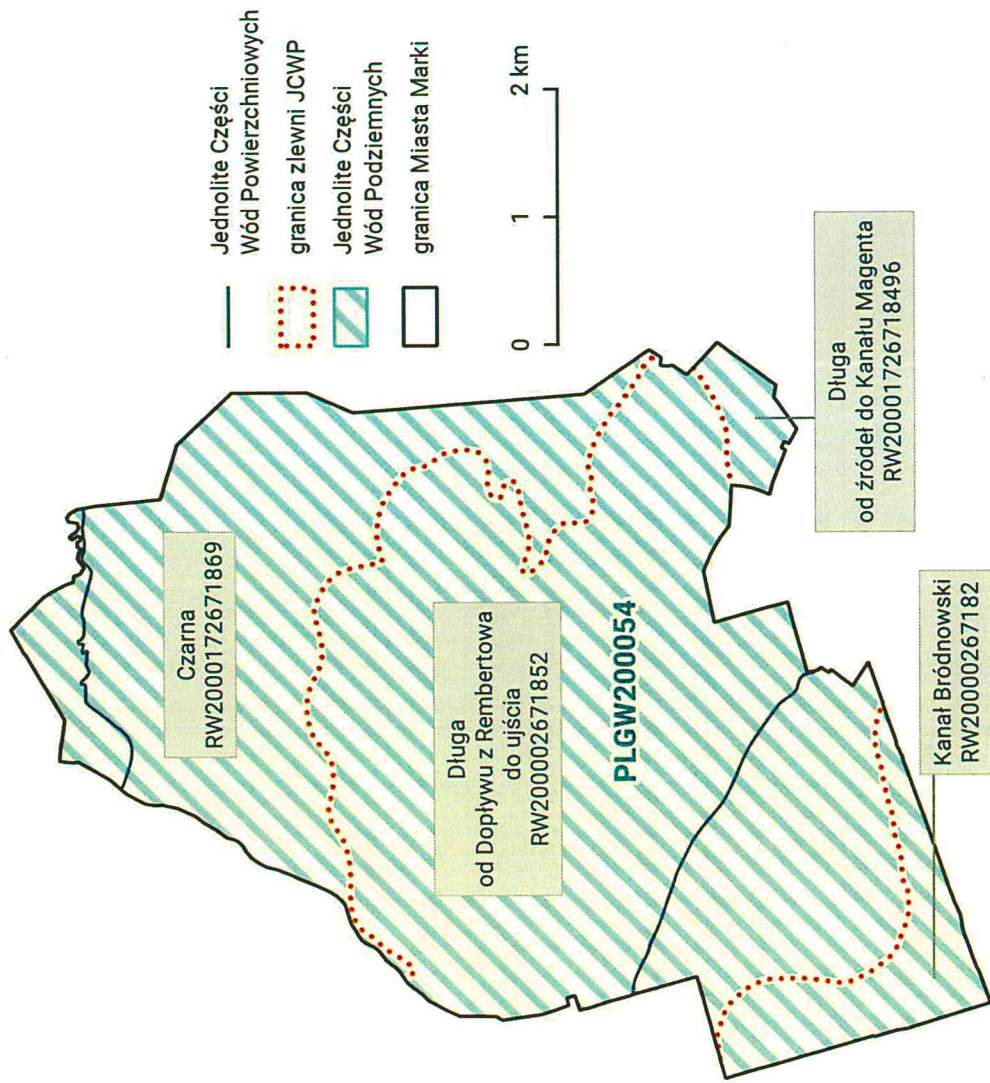 Jednolite Części
Wód Powierzchniowych
granica zlewni JCWP
Jednolite Części
Wód Podziemnych
granica Miasta Marki
0 1 2 km
Czarna
RW2000172671869
Długa
od Dopływu z Rembertowa
do ujścia
RW200002671852
PLGW200054
Długa
od źródeł do Kanału Magenta
RW20001726718496
Kanał Bródnowski
RW20000267182